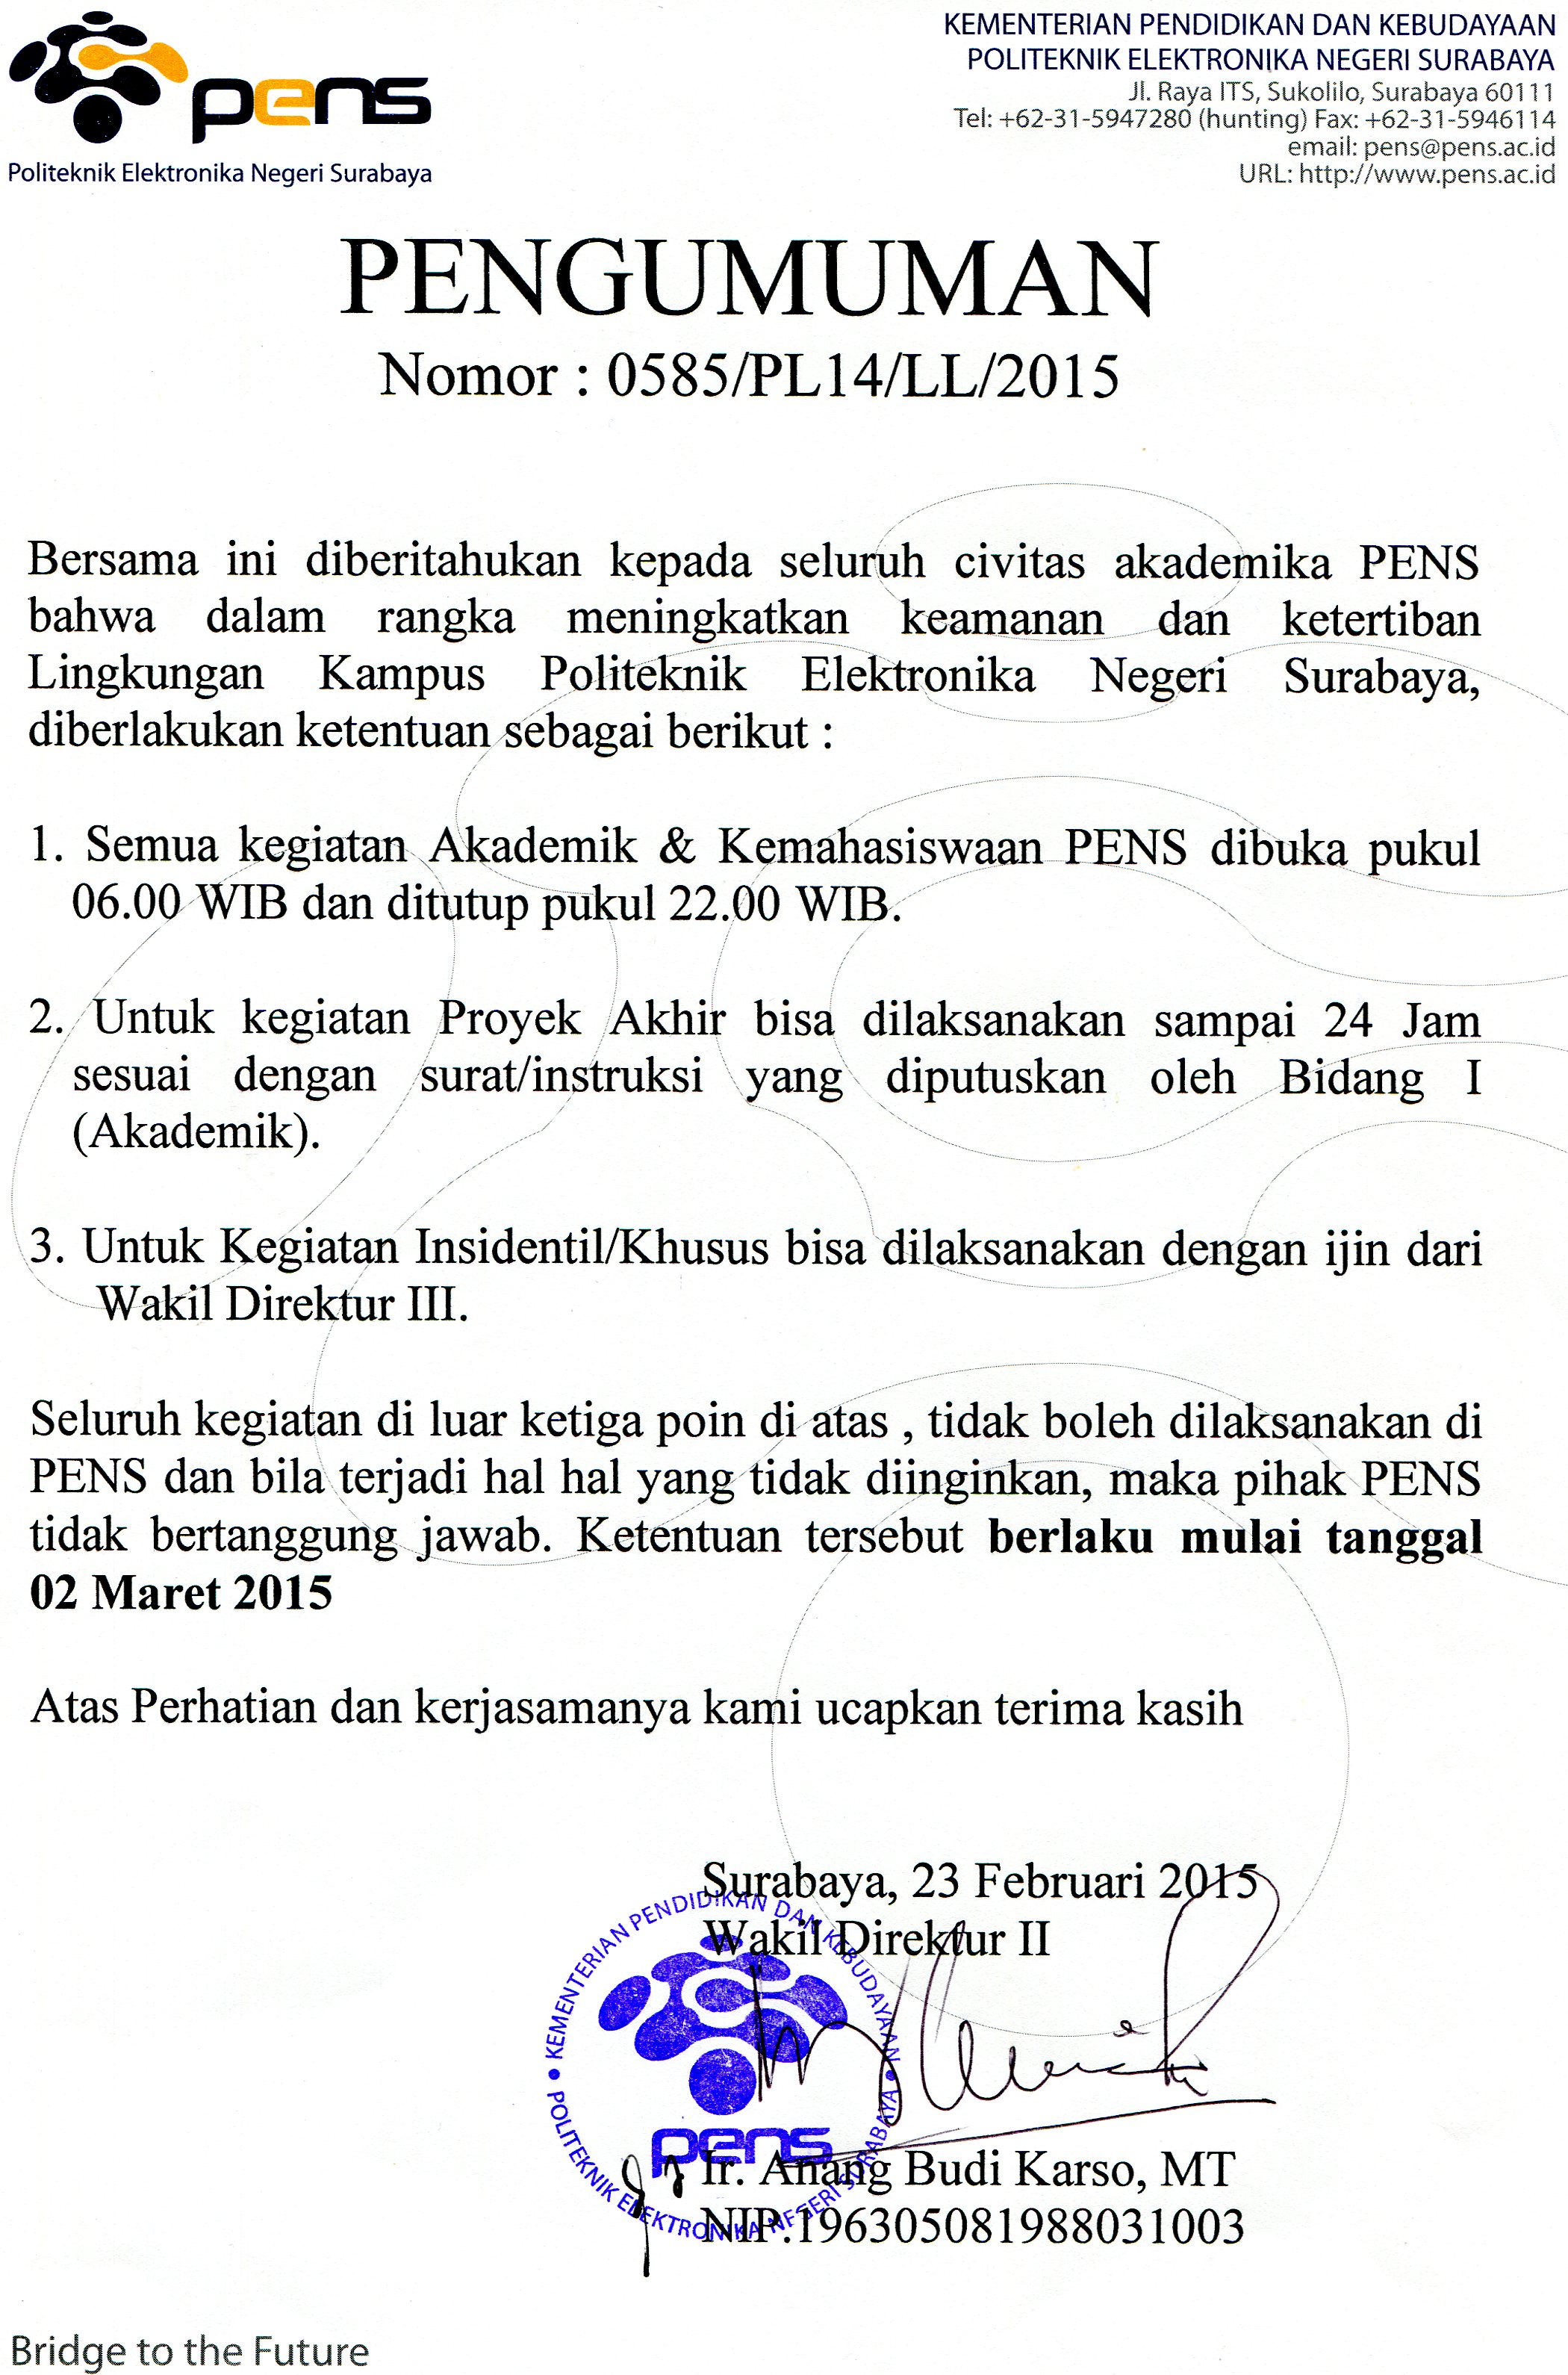 pens
Politeknik Elektronika Negeri Surabaya
KEMENTERIAN PENDIDIKAN DAN KEBUDAYAAN
POLITEKNIK ELEKTRONIKA NEGERI SURABAYA
Jl. Raya ITS, Sukolilo, Surabaya 60111
Tel: +62-31-5947280 (hunting) Fax: +62-31-5946114
email: pens@pens.ac.id
URL: http://www.pens.ac.id
PENGUMUMAN
Nomor : 0585/PL14/LL/2015
Bersama ini diberitahukan kepada seluruh civitas akademika PENS
bahwa dalam rangka meningkatkan keamanan dan ketertiban
Lingkungan Kampus Politeknik Elektronika Negeri Surabaya,
diberlakukan ketentuan sebagai berikut :
1. Semua kegiatan Akademik & Kemahasiswaan PENS dibuka pukul
06.00 WIB dan ditutup pukul 22.00 WIB.
2. Untuk kegiatan Proyek Akhir bisa dilaksanakan sampai 24 Jam
sesuai dengan surat/instruksi yang diputuskan oleh Bidang I
(Akademik).
3. Untuk Kegiatan Insidentil/Khusus bisa dilaksanakan dengan ijin dari
Wakil Direktur III.
Seluruh kegiatan di luar ketiga poin di atas , tidak boleh dilaksanakan di
PENS dan bila terjadi hal hal yang tidak diinginkan, maka pihak PENS
tidak bertanggung jawab. Ketentuan tersebut berlaku mulai tanggal
02 Maret 2015
Atas Perhatian dan kerjasamanya kami ucapkan terima kasih
Surabaya, 23 Februari 2015
Wakil Direktur II
KEMENTERIAN PENDIDIKAN DAN KEBUDAYAAN
POLITEKNIK ELEKTRONIKA NEGERI SURABAYA
pens
Ir. Anang Budi Karso, MT
NIP.196305081988031003
Bridge to the Future